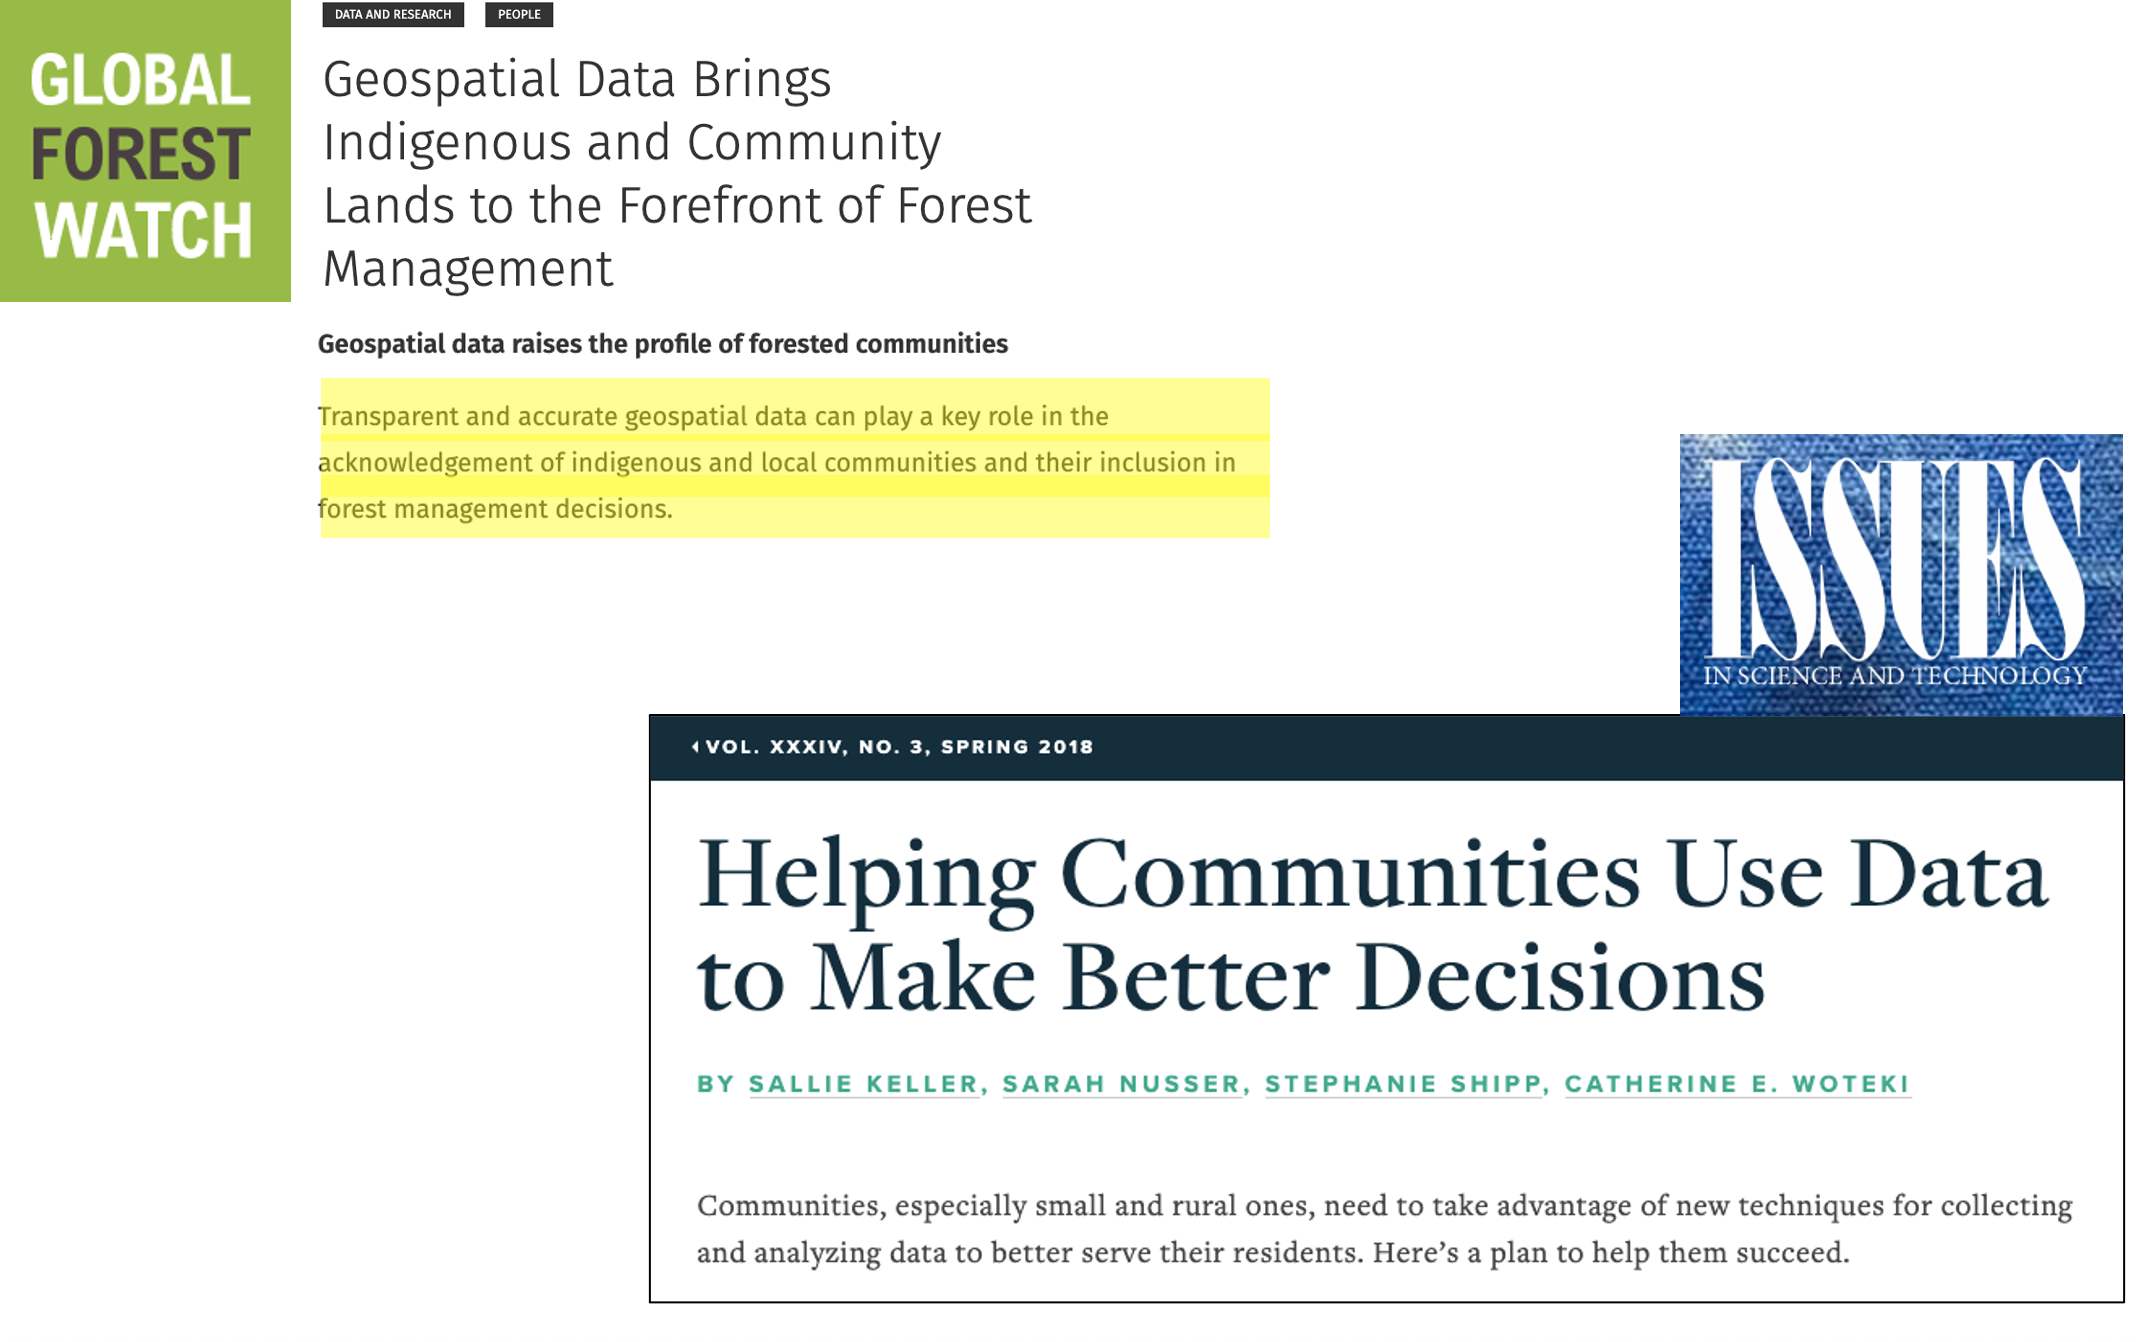 GLOBAL
FOREST
WATCH
DATA AND RESEARCH PEOPLE
Geospatial Data Brings
Indigenous and Community
Lands to the Forefront of Forest
Management
Geospatial data raises the profile of forested communities
Transparent and accurate geospatial data can play a key role in the
acknowledgement of indigenous and local communities and their inclusion in
forest management decisions.
ISSUES
IN SCIENCE AND TECHNOLOGY
VOL. XXXIV, NO. 3, SPRING 2018
Helping Communities Use Data
to Make Better Decisions
BY SALLIE KELLER, SARAH NUSSER, STEPHANIE SHIPP, CATHERINE E. WOTEKI
Communities, especially small and rural ones, need to take advantage of new techniques for collecting
and analyzing data to better serve their residents. Here’s a plan to help them succeed.